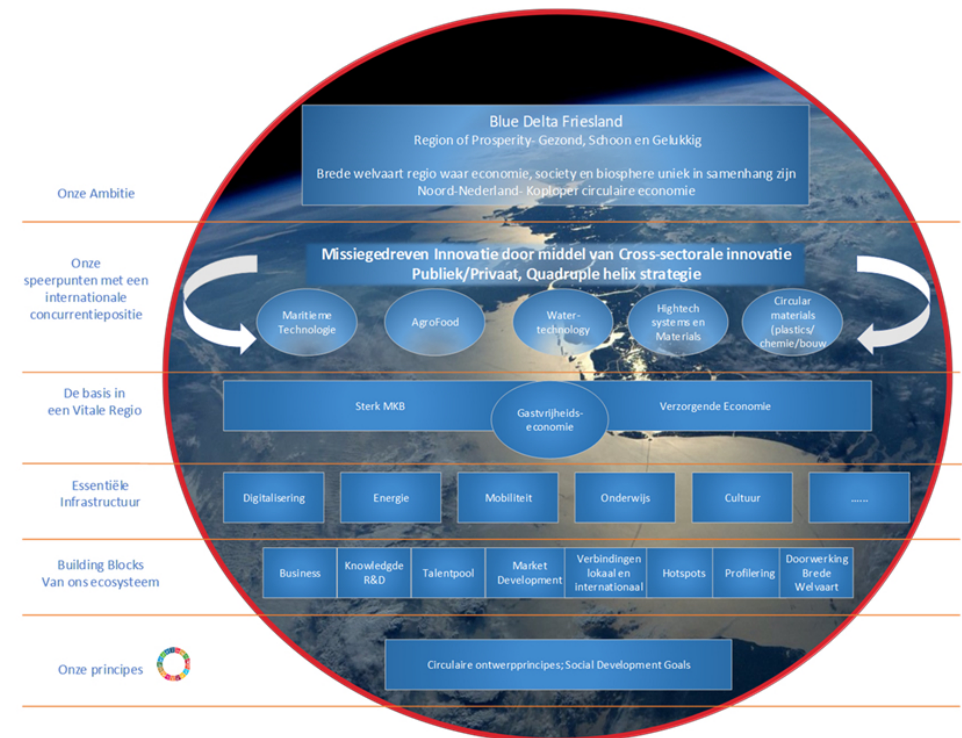 Blue Delta Friesland
Region of Prosperity- Gezond, Schoon en Gelukkig
Brede welvaart regio waar economie, society en biosphere uniek in samenhang zijn
Noord-Nederland- Koploper circulaire economie
Onze Ambitie
Missiegedreven Innovatie door middel van Cross-sectorale innovatie
Publiek/Privaat, Quadruple helix strategie
Onze
speerpunten met een
internationale
concurrentiepositie
Maritieme
Technologie
AgroFood
Water-
technology
Hightech
systems en
Materials
Circular
materials
(plastics/
chemie/bouw
De basis in
een Vitale Regio
Sterk MKB
Gastvrijheids-
economie
Verzorgende Economie
Essentiële
Infrastructuur
Digitalisering
Energie
Mobiliteit
Onderwijs
Cultuur
......
Building Blocks
Van ons ecosysteem
Business
Knowledgde
R&D
Talentpool
Market
Development
Verbindingen
lokaal en
internationaal
Hotspots
Profilering
Doorwerking
Brede
Welvaart
Onze principes
Circulaire ontwerpprincipes; Social Development Goals